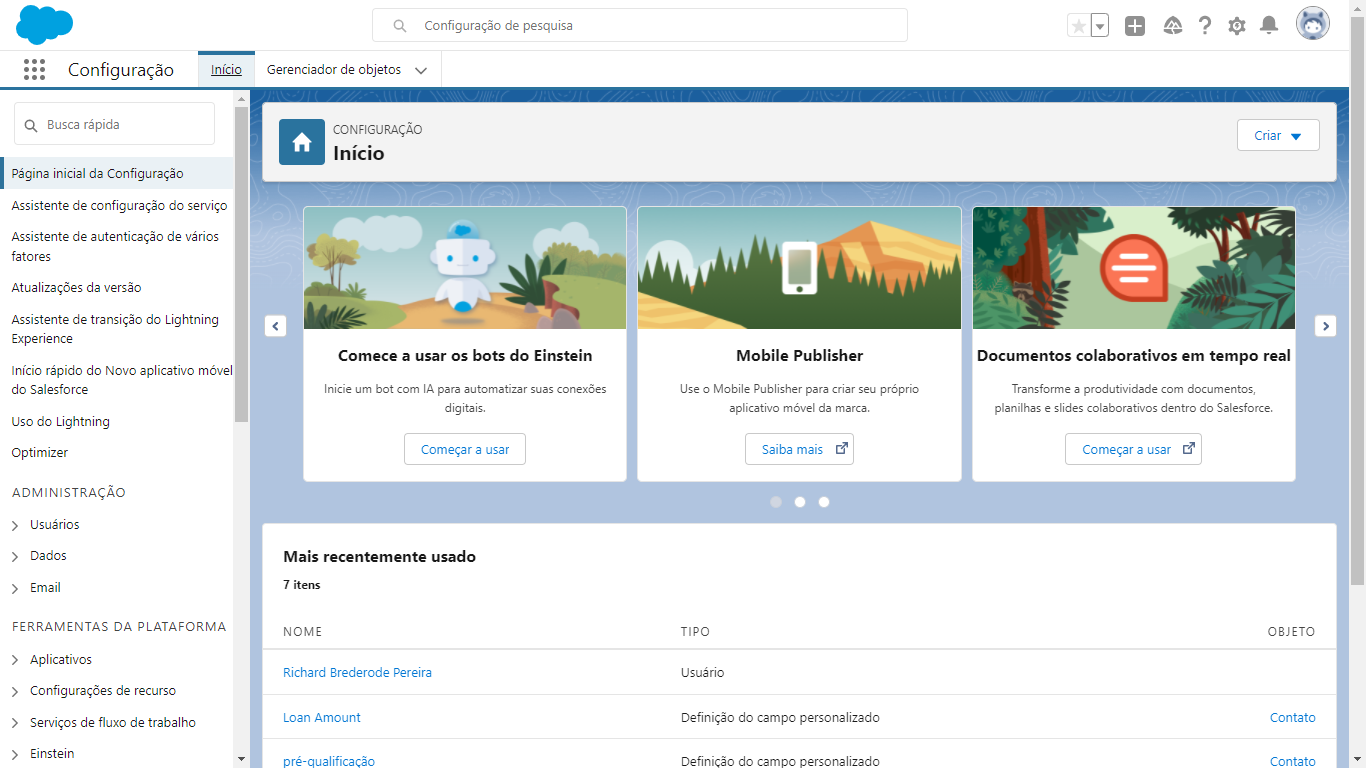 Configuração de pesquisa
Configuração
Início
Gerenciador de objetos
Busca rápida
Página inicial da Configuração
Assistente de configuração do serviço
Assistente de autenticação de vários
fatores
Atualizações da versão
Assistente de transição do Lightning
Experience
Início rápido do Novo aplicativo móvel
do Salesforce
Uso do Lightning
Optimizer
ADMINISTRAÇÃO
Usuários
Dados
Email
FERRAMENTAS DA PLATAFORMA
Aplicativos
Configurações de recurso
Serviços de fluxo de trabalho
Einstein
CONFIGURAÇÃO
Início
Criar
Comece a usar os bots do Einstein
Inicie um bot com IA para automatizar suas conexões
digitais.
Começar a usar
Mobile Publisher
Use o Mobile Publisher para criar seu próprio
aplicativo móvel da marca.
Saiba mais
Documentos colaborativos em tempo real
Transforme a produtividade com documentos,
planilhas e slides colaborativos dentro do Salesforce.
Começar a usar
Mais recentemente usado
7 itens
NOME TIPO OBJETO
Richard Brederode Pereira Usuário
Loan Amount Definição do campo personalizado Contato
pré-qualificação Definição do campo personalizado Contato